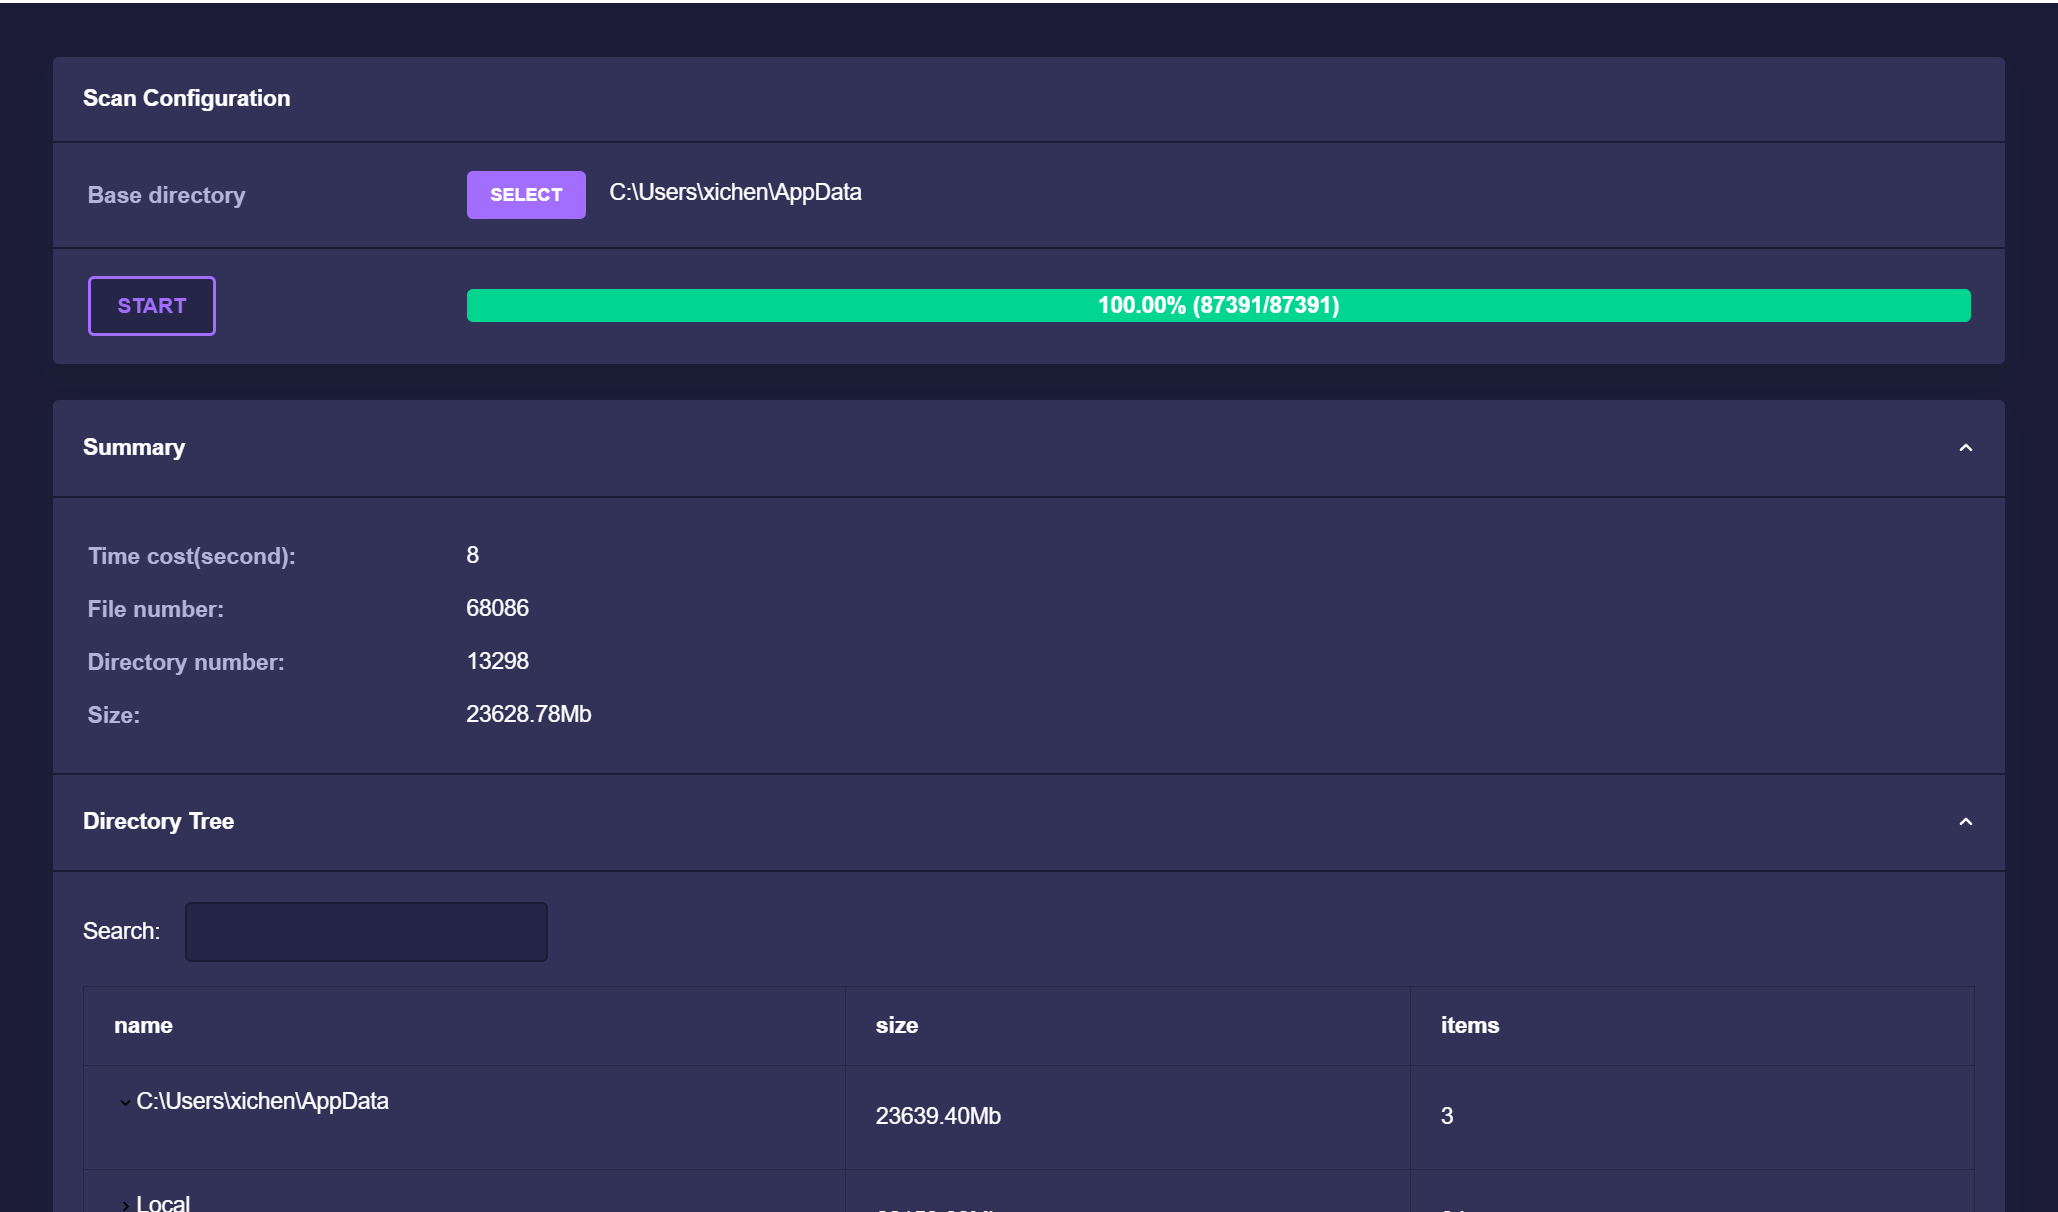 Scan Configuration
Base directory SELECT C:\Users\xichen\AppData
START 100.00% (87391/87391)
Summary
Time cost(second): 8
File number: 68086
Directory number: 13298
Size: 23628.78Mb
Directory Tree
Search:
name size items
C:\Users\xichen\AppData 23639.40Mb 3
Local